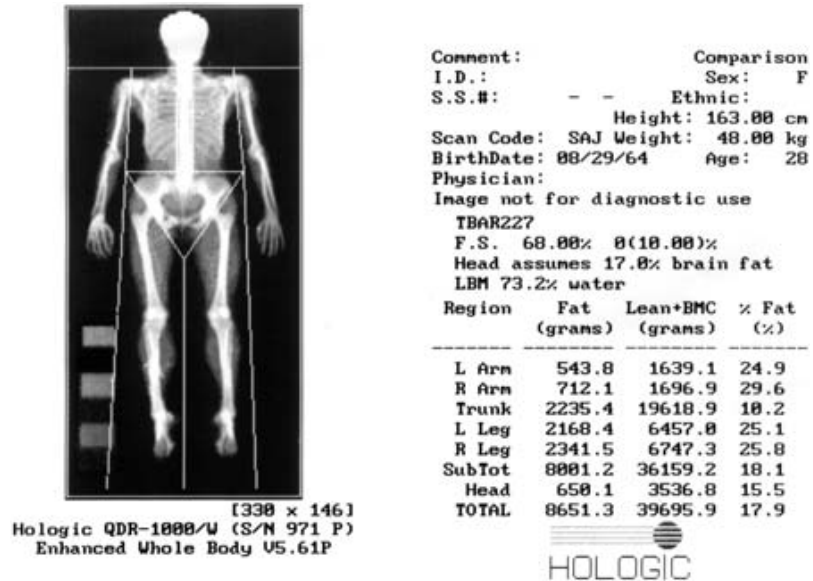 [330 x 146]
Hologic QDR-1000/W (S/N 971 P)
Enhanced Whole Body V5.61P
Comment: Comparison
I.D.: Sex: F
S.S.#: - - Ethnic:
Height: 163.00 cm
Scan Code: SAJ Weight: 48.00 kg
BirthDate: 08/29/64 Age: 28
Physician:
Image not for diagnostic use
TBAR227
F.S. 68.00% 0(10.00)%
Head assumes 17.0% brain fat
LBM 73.2% water
Region Fat Lean+BMC % Fat
(grams) (grams) (%)
------- -------- -------- ------
L Arm 543.8 1639.1 24.9
R Arm 712.1 1696.9 29.6
Trunk 2235.4 19618.9 10.2
L Leg 2168.4 6457.0 25.1
R Leg 2341.5 6747.3 25.8
SubTot 8001.2 36159.2 18.1
Head 650.1 3536.8 15.5
TOTAL 8651.3 39695.9 17.9
HOLOGIC